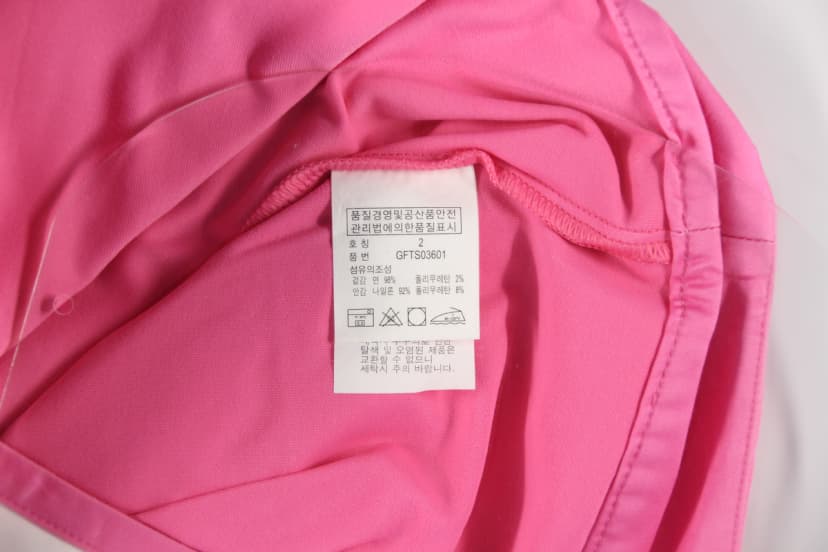 품질경영및공산품안전
관리법에의한품질표시
호 칭 2
품 번 GFTS03601
섬유의조성
겉감 면 98% 폴리우레탄 2%
안감 나일론 92% 폴리우레탄 8%
탈색 및 오염된 제품은
교환할 수 없으니
세탁시 주의 바랍니다.